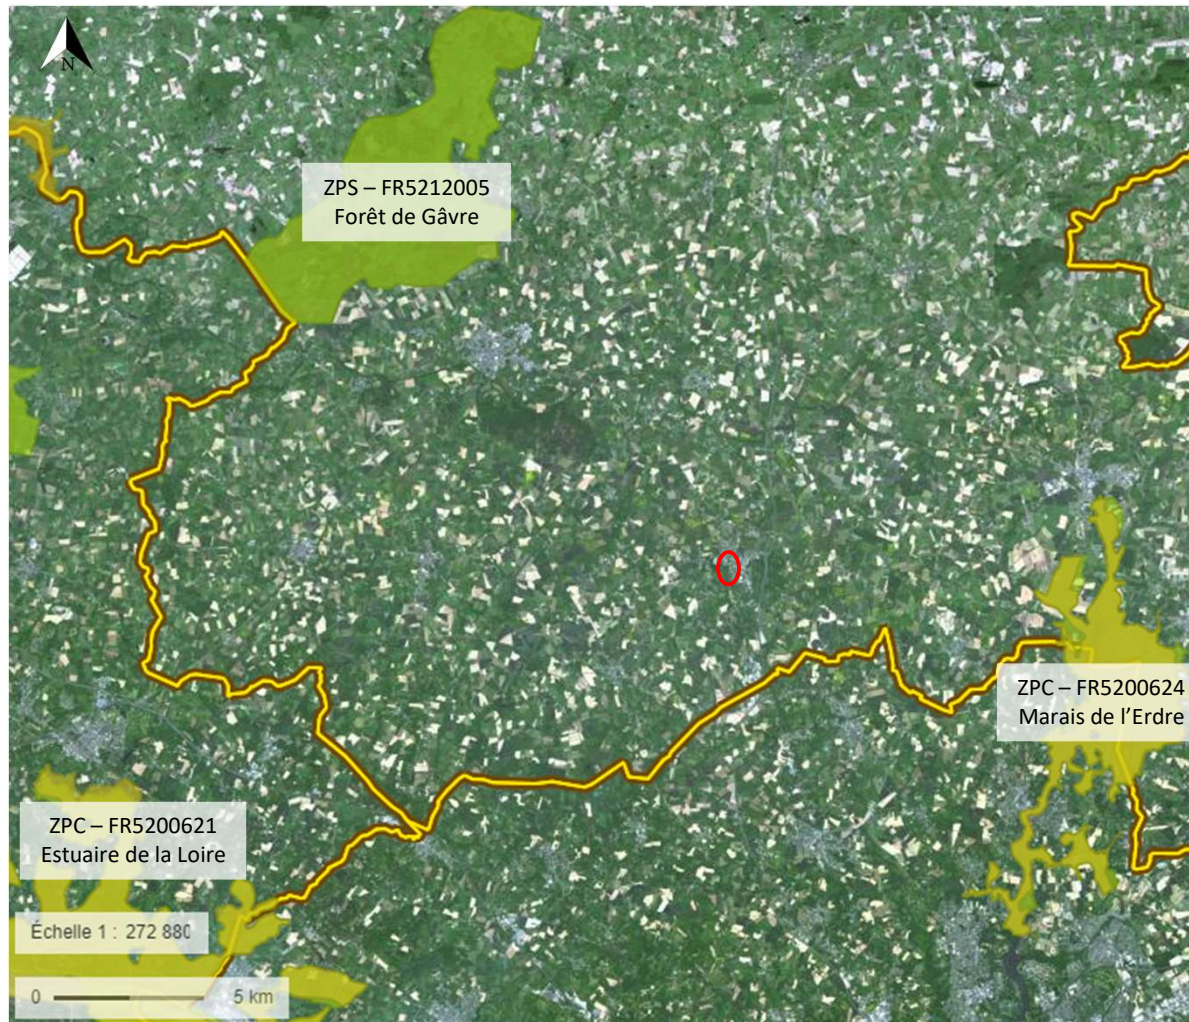 N
ZPS – FR5212005
Forêt de Gâvre
ZPC – FR5200624
Marais de l’Erdre
ZPC – FR5200621
Estuaire de la Loire
Échelle 1 : 272 880
0 5 km